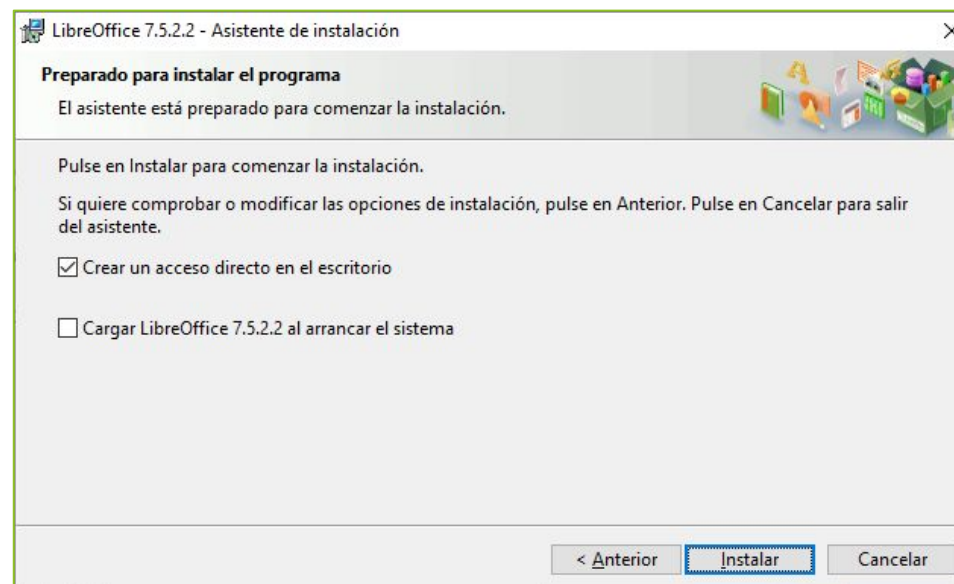 LibreOffice 7.5.2.2 - Asistente de instalación
Preparado para instalar el programa
El asistente está preparado para comenzar la instalación.
Pulse en Instalar para comenzar la instalación.
Si quiere comprobar o modificar las opciones de instalación, pulse en Anterior. Pulse en Cancelar para salir
del asistente.
Crear un acceso directo en el escritorio
Cargar LibreOffice 7.5.2.2 al arrancar el sistema
< Anterior
Instalar
Cancelar